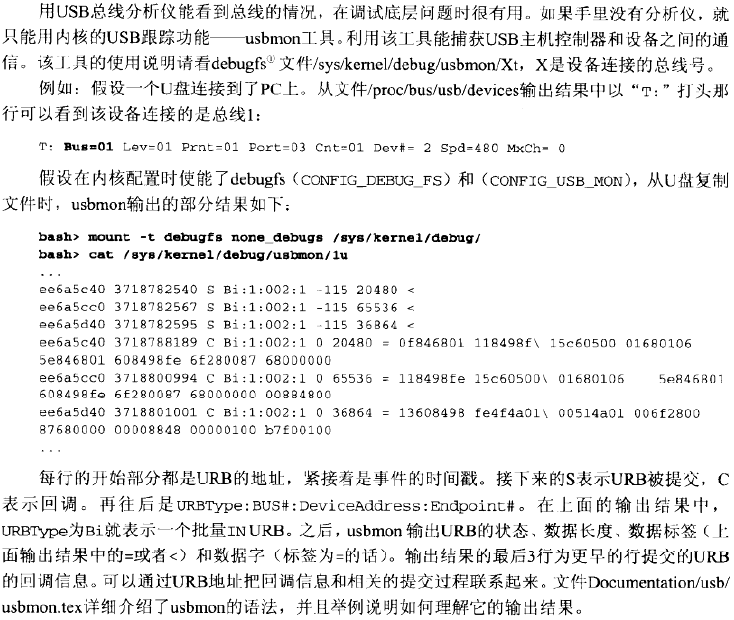 用USB总线分析仪能看到总线的情况，在调试底层问题时很有用。如果手里没有分析仪，就
只能用内核的USB跟踪功能——usbmon工具。利用该工具能捕获USB主机控制器和设备之间的通
信。该工具的使用说明请看debugfs①文件/sys/kernel/debug/usbmon/Xt，X是设备连接的总线号。
例如：假设一个U盘连接到了PC上。从文件/proc/bus/usb/devices输出结果中以“T:”打头那
行可以看到该设备连接的是总线1：
T: Bus=01 Lev=01 Prnt=01 Port=03 Cnt=01 Dev#= 2 Spd=480 MxCh= 0
假设在内核配置时使能了debugfs（CONFIG_DEBUG_FS）和（CONFIG_USB_MON），从U盘复制
文件时，usbmon输出的部分结果如下：
bash> mount -t debugfs none_debugs /sys/kernel/debug/
bash> cat /sys/kernel/debug/usbmon/1u
...
ee6a5c40 3718782540 S Bi:1:002:1 -115 20480 <
ee6a5cc0 3718782567 S Bi:1:002:1 -115 65536 <
ee6a5d40 3718782595 S Bi:1:002:1 -115 36864 <
ee6a5c40 3718788189 C Bi:1:002:1 0 20480 = 0f846801 118498f\ 15c60500 01680106
5e846801 608498fe 6f280087 68000000
ee6a5cc0 3718800994 C Bi:1:002:1 0 65536 = 118498fe 15c60500\ 01680106 5e846801
608498fe 6f280087 68000000 00884800
ee6a5d40 3718801001 C Bi:1:002:1 0 36864 = 13608498 fe4f4a01\ 00514a01 006f2800
87680000 00008848 00000100 b7f00100
...
每行的开始部分都是URB的地址，紧接着是事件的时间戳。接下来的S表示URB被提交，C
表示回调。再往后是URBType:BUS#:DeviceAddress:Endpoint#。在上面的输出结果中，
URBType为Bi就表示一个批量IN URB。之后，usbmon 输出URB的状态、数据长度、数据标签（上
面输出结果中的=或者<）和数据字（标签为=的话）。输出结果的最后3行为更早的行提交的URB
的回调信息。可以通过URB地址把回调信息和相关的提交过程联系起来。文件Documentation/usb/
usbmon.tex详细介绍了usbmon的语法，并且举例说明如何理解它的输出结果。